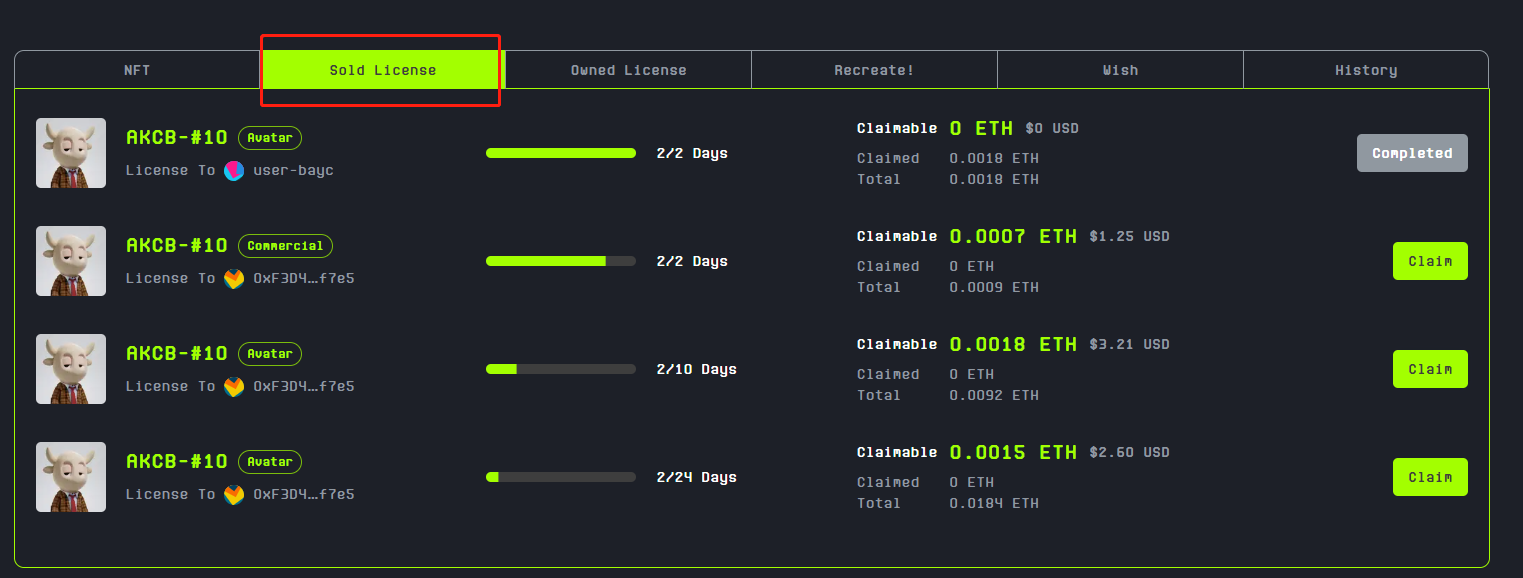 NFT Sold License Owned License Recreate! Wish History
AKCB-#10 Avatar
License To user-bayc
2/2 Days
Claimable 0 ETH $0 USD
Claimed 0.0018 ETH
Total 0.0018 ETH
Completed
AKCB-#10 Commercial
License To 0xF3D4…f7e5
2/2 Days
Claimable 0.0007 ETH $1.25 USD
Claimed 0 ETH
Total 0.0009 ETH
Claim
AKCB-#10 Avatar
License To 0xF3D4…f7e5
2/10 Days
Claimable 0.0018 ETH $3.21 USD
Claimed 0 ETH
Total 0.0092 ETH
Claim
AKCB-#10 Avatar
License To 0xF3D4…f7e5
2/24 Days
Claimable 0.0015 ETH $2.60 USD
Claimed 0 ETH
Total 0.0184 ETH
Claim